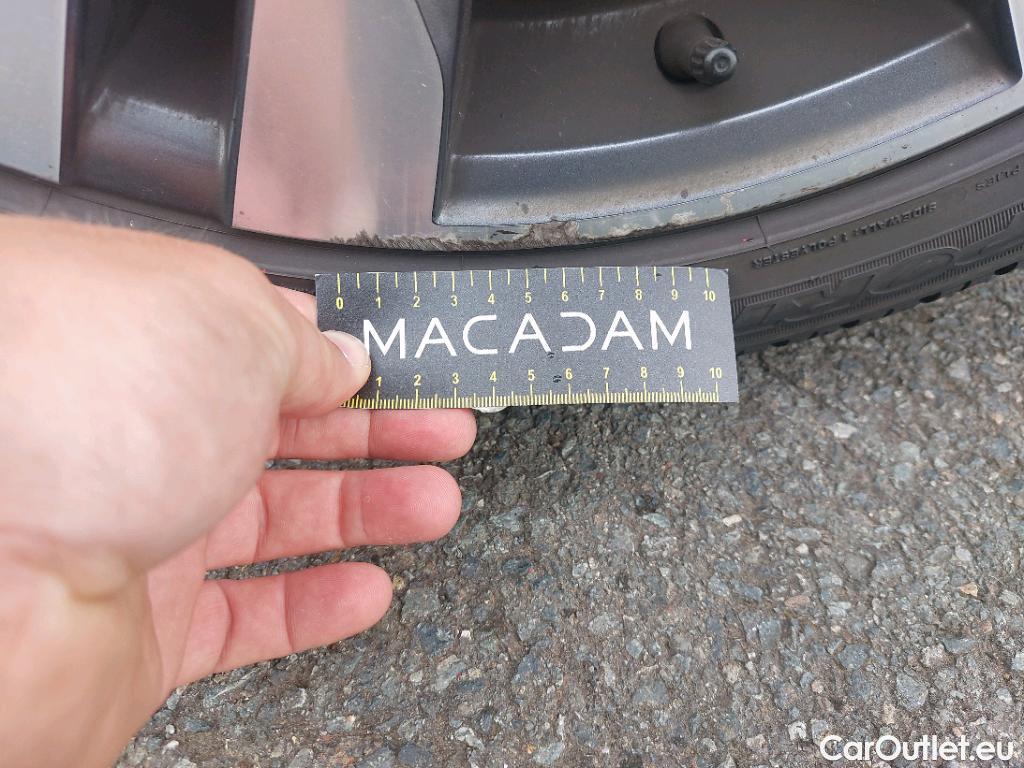 PLIES
SIDEWALL: 1 POLYESTER
0 1 2 3 4 5 6 7 8 9 10
MACADAM
1 2 3 4 5 6 7 8 9 10
CarOutlet.eu